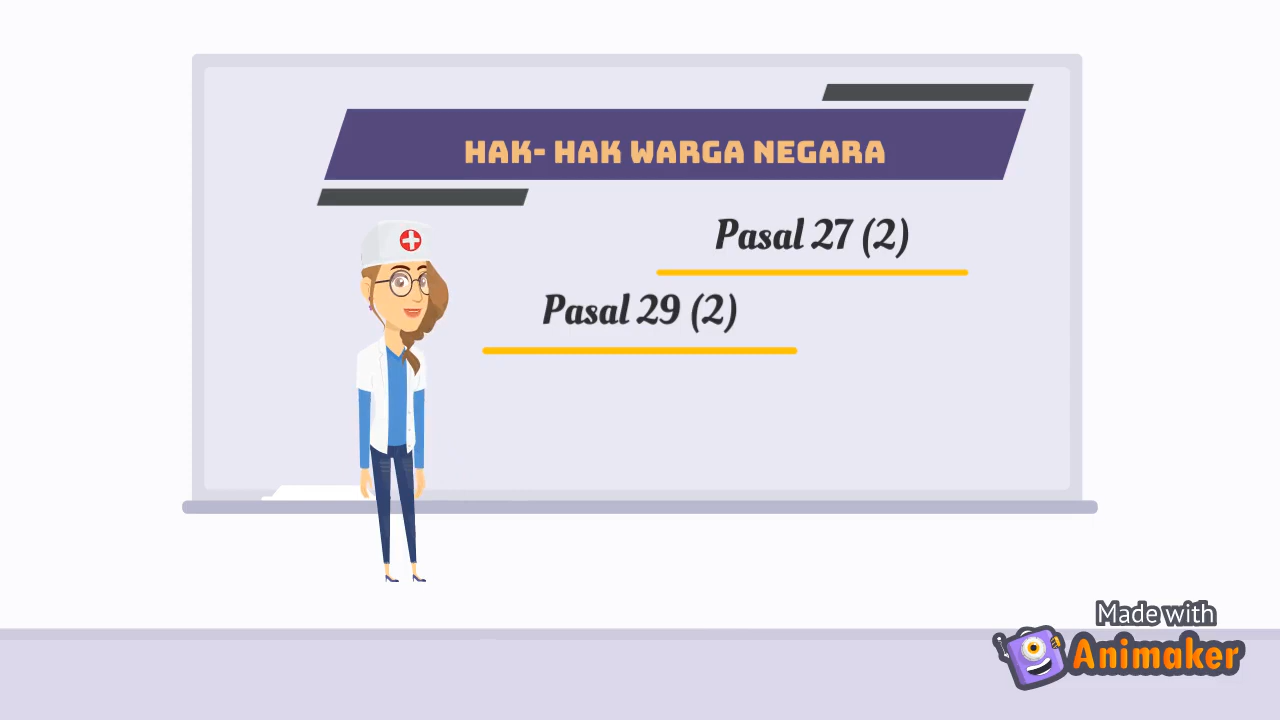 HAK- HAK WARGA NEGARA
Pasal 27 (2)
Pasal 29 (2)
Made with
Animaker